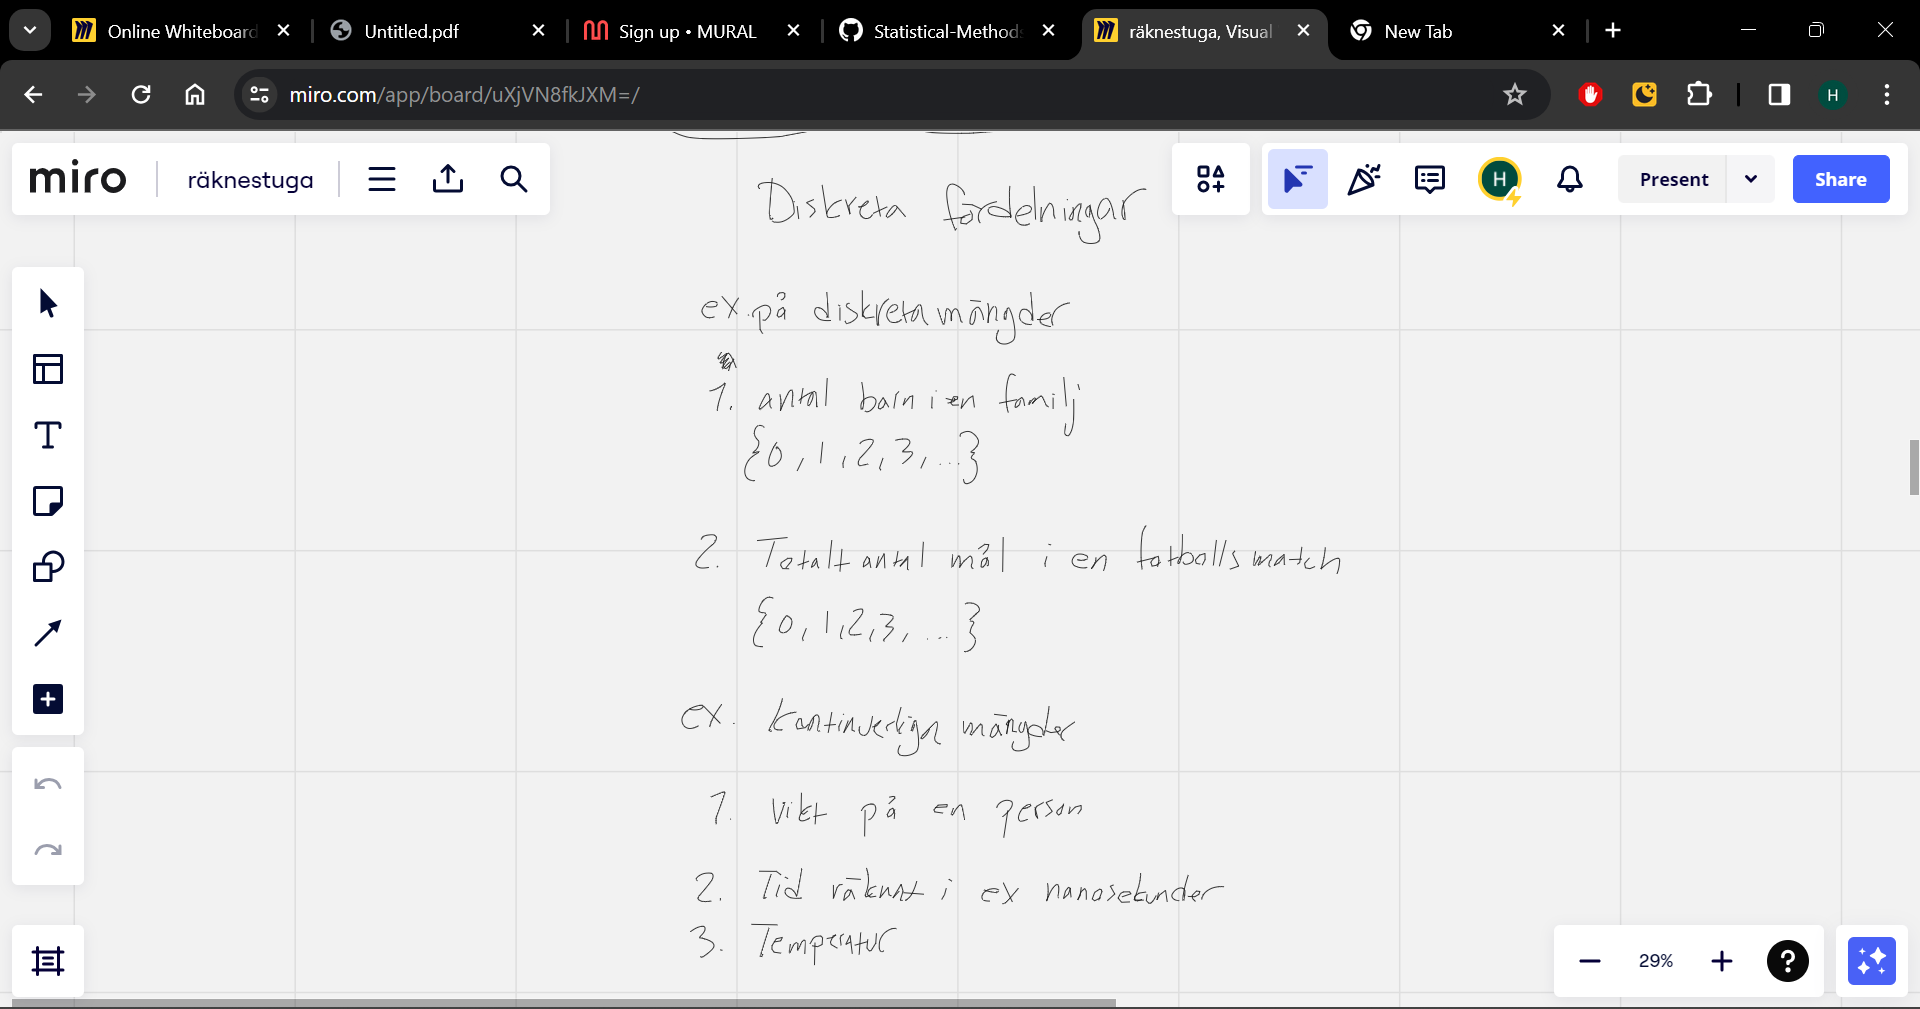 Online Whiteboard
Untitled.pdf
Sign up • MURAL
Statistical-Methods
räknestuga, Visual
New Tab
miro.com/app/board/uXjVN8fkJXM=/
H
miro
räknestuga
H
Present
Share
Diskreta fördelningar
ex. på diskreta mängder
1. antal barn i en familj
{0, 1, 2, 3, ...}
2. Totalt antal mål i en fotbollsmatch
{0, 1, 2, 3, ... }
ex. kontinuerliga mängder
1. Vikt på en person
2. Tid räknat i ex nanosekunder
3. Temperatur
29%
?